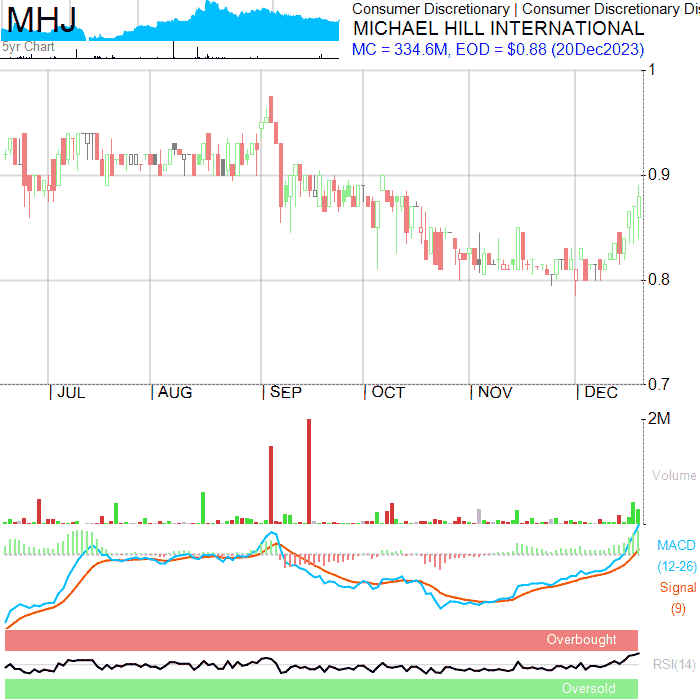 MHJ
5yr Chart
Consumer Discretionary | Consumer Discretionary Dis
MICHAEL HILL INTERNATIONAL
MC = 334.6M, EOD = $0.88 (20Dec2023)
1
0.9
0.8
0.7
| JUL | AUG | SEP | OCT | NOV | DEC
2M
Volume
MACD
(12-26)
Signal
(9)
Overbought
RSI(14)
Oversold